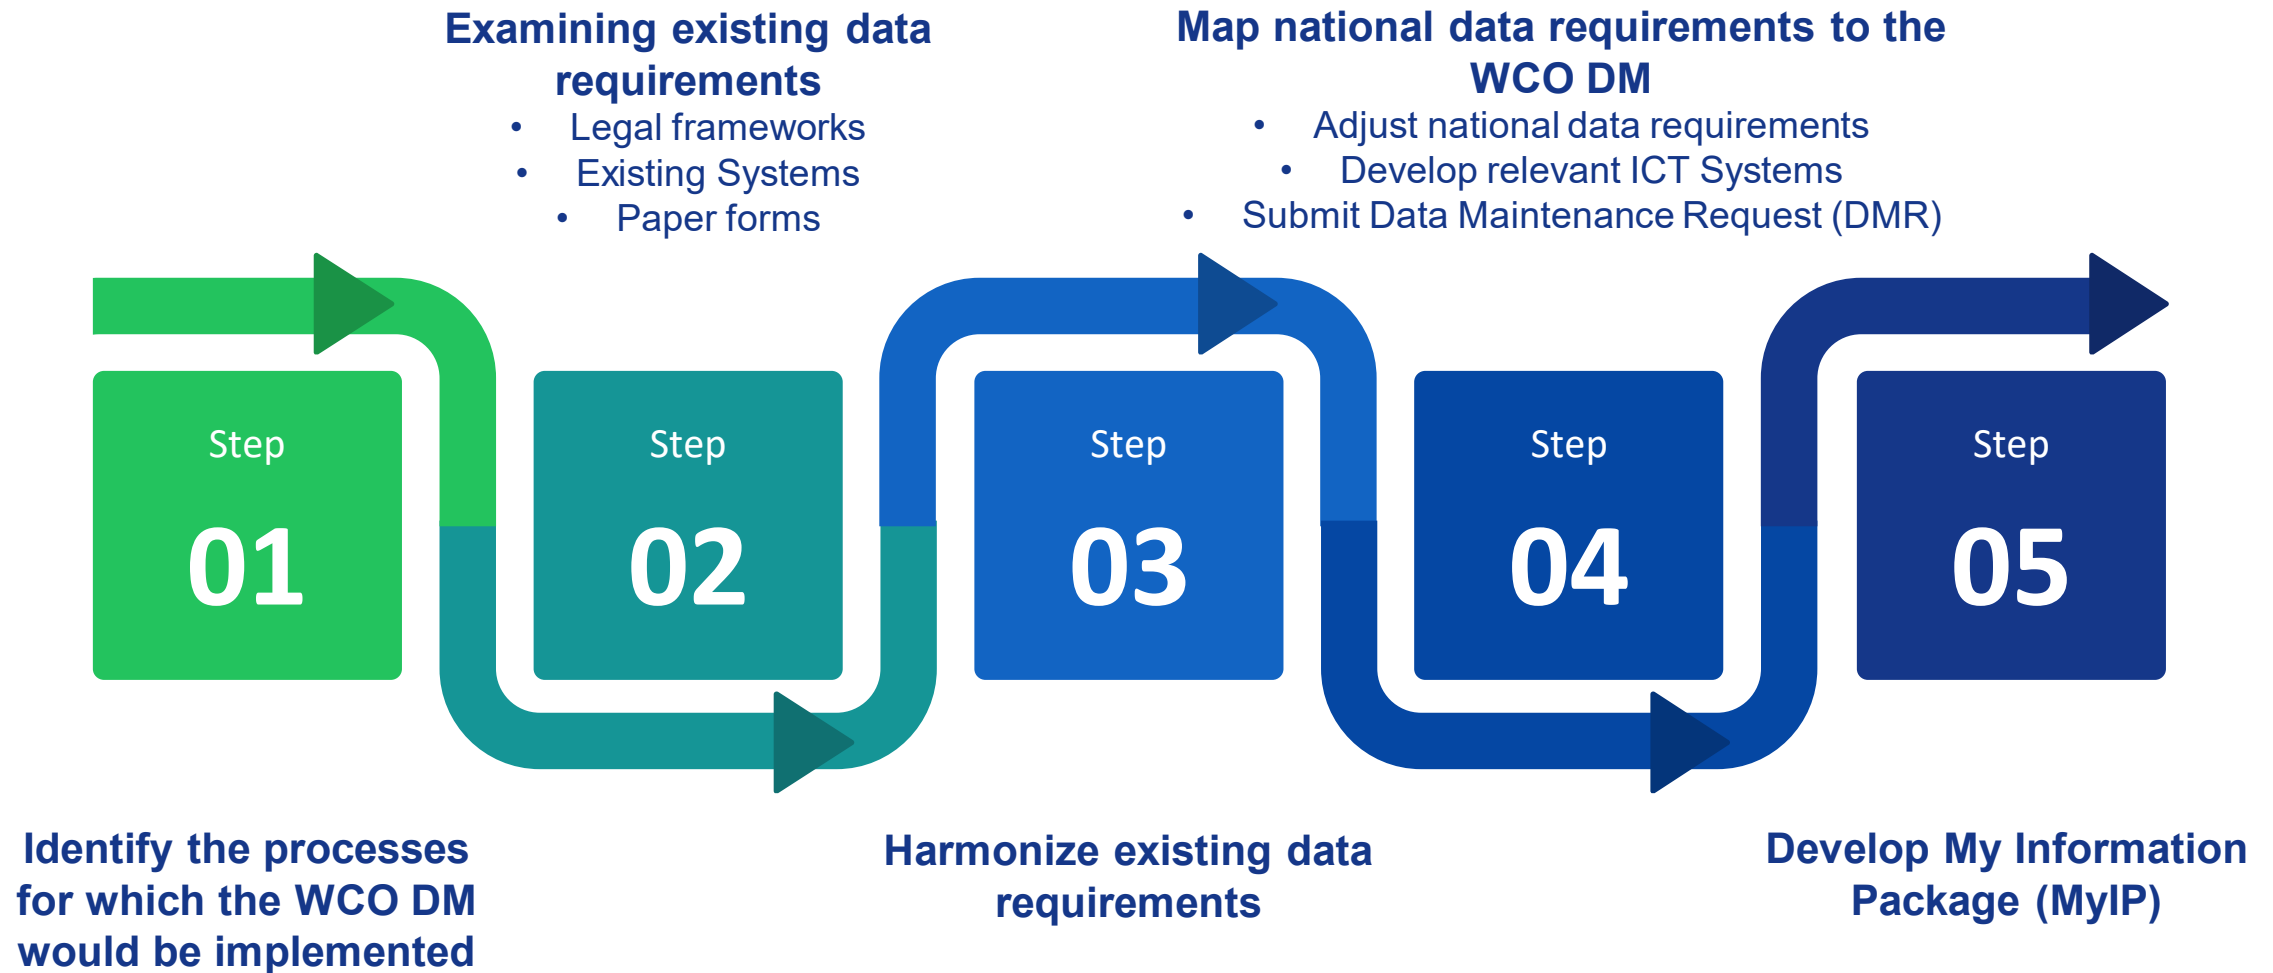 Examining existing data
requirements
• Legal frameworks
• Existing Systems
• Paper forms
Map national data requirements to the
WCO DM
• Adjust national data requirements
• Develop relevant ICT Systems
• Submit Data Maintenance Request (DMR)
Step
01
Step
02
Step
03
Step
04
Step
05
Identify the processes
for which the WCO DM
would be implemented
Harmonize existing data
requirements
Develop My Information
Package (MyIP)